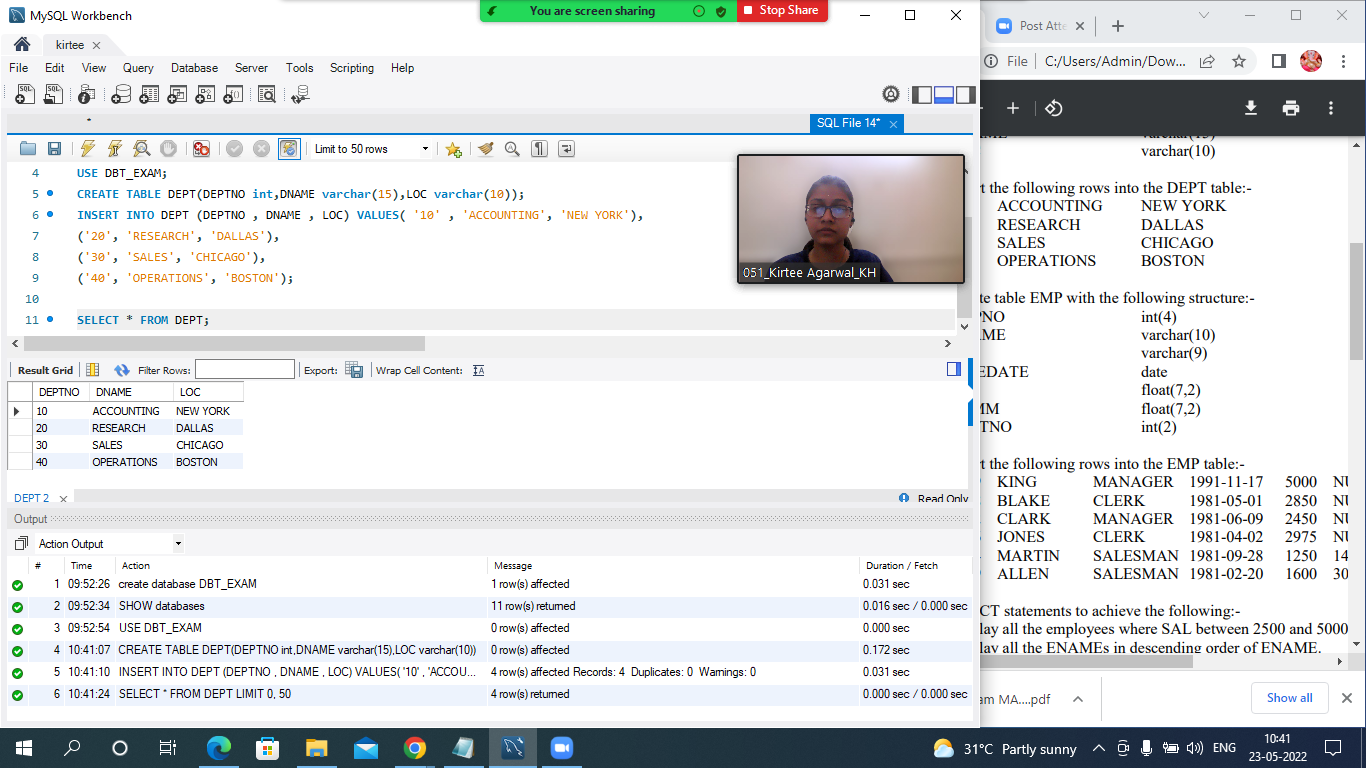 MySQL Workbench
You are screen sharing
Stop Share
kirtee
File Edit View Query Database Server Tools Scripting Help
SQL File 14*
Limit to 50 rows
4 USE DBT_EXAM;
5 CREATE TABLE DEPT(DEPTNO int,DNAME varchar(15),LOC varchar(10));
6 INSERT INTO DEPT (DEPTNO , DNAME , LOC) VALUES( '10' , 'ACCOUNTING', 'NEW YORK'),
7 ('20', 'RESEARCH', 'DALLAS'),
8 ('30', 'SALES', 'CHICAGO'),
9 ('40', 'OPERATIONS', 'BOSTON');
10
11 SELECT * FROM DEPT;
051_Kirtee Agarwal_KH
Result Grid Filter Rows: Export: Wrap Cell Content:
DEPTNO DNAME LOC
10 ACCOUNTING NEW YORK
20 RESEARCH DALLAS
30 SALES CHICAGO
40 OPERATIONS BOSTON
DEPT 2 Read Only
Output
Action Output
# Time Action Message Duration / Fetch
1 09:52:26 create database DBT_EXAM 1 row(s) affected 0.031 sec
2 09:52:34 SHOW databases 11 row(s) returned 0.016 sec / 0.000 sec
3 09:52:54 USE DBT_EXAM 0 row(s) affected 0.000 sec
4 10:41:07 CREATE TABLE DEPT(DEPTNO int,DNAME varchar(15),LOC varchar(10)) 0 row(s) affected 0.172 sec
5 10:41:10 INSERT INTO DEPT (DEPTNO , DNAME , LOC) VALUES( '10' , 'ACCOU... 4 row(s) affected Records: 4 Duplicates: 0 Warnings: 0 0.031 sec
6 10:41:24 SELECT * FROM DEPT LIMIT 0, 50 4 row(s) returned 0.000 sec / 0.000 sec
Post Atte
File C:/Users/Admin/Dow...
varchar(10)
the following rows into the DEPT table:-
ACCOUNTING NEW YORK
RESEARCH DALLAS
SALES CHICAGO
OPERATIONS BOSTON
te table EMP with the following structure:-
NO int(4)
ME varchar(10)
varchar(9)
EDATE date
float(7,2)
MM float(7,2)
TNO int(2)
the following rows into the EMP table:-
KING MANAGER 1991-11-17 5000 NU
BLAKE CLERK 1981-05-01 2850 NU
CLARK MANAGER 1981-06-09 2450 NU
JONES CLERK 1981-04-02 2975 NU
MARTIN SALESMAN 1981-09-28 1250 14
ALLEN SALESMAN 1981-02-20 1600 30
CT statements to achieve the following:-
lay all the employees where SAL between 2500 and 5000
lay all the ENAMEs in descending order of ENAME.
am MA....pdf
Show all
31°C Partly sunny
ENG
10:41
23-05-2022